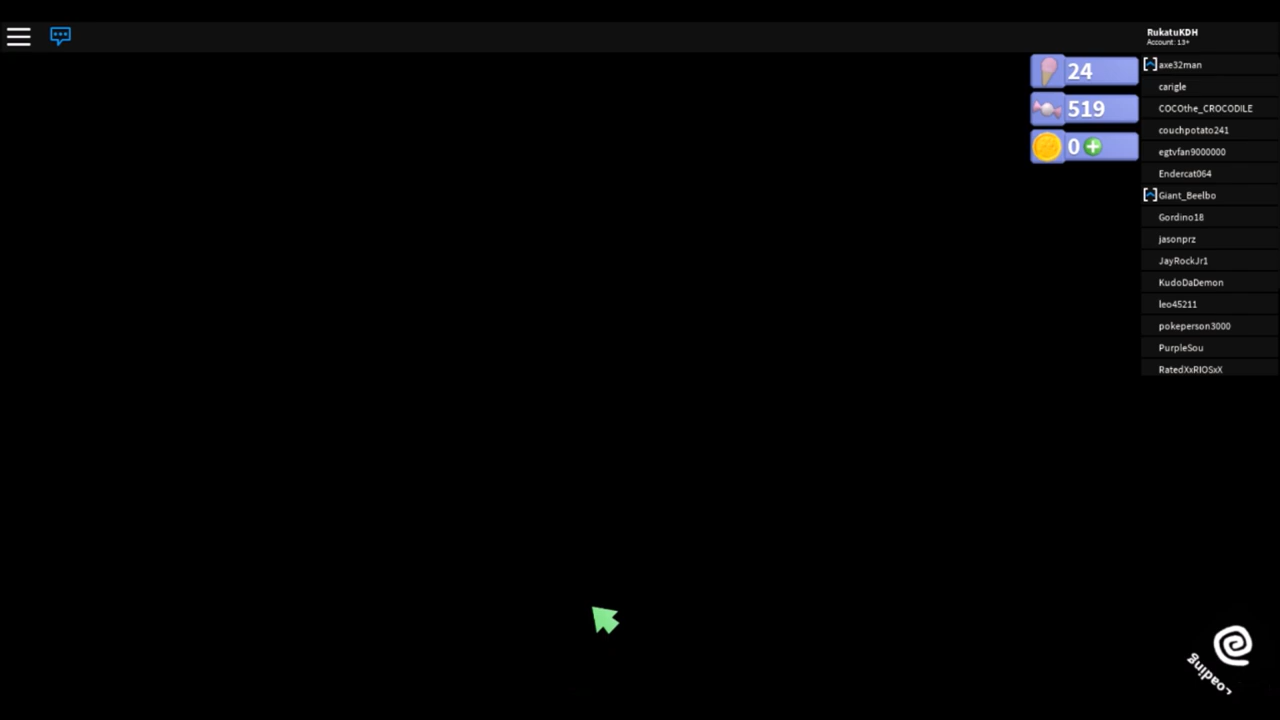 RukatuKDH
Account: 13+
24
519
0
axe32man
carigle
COCOthe_CROCODILE
couchpotato241
egtvfan9000000
Endercat064
Giant_Beelbo
Gordino18
jasonprz
JayRockJr1
KudoDaDemon
leo45211
pokeperson3000
PurpleSou
RatedXxRIOSxX
Loading